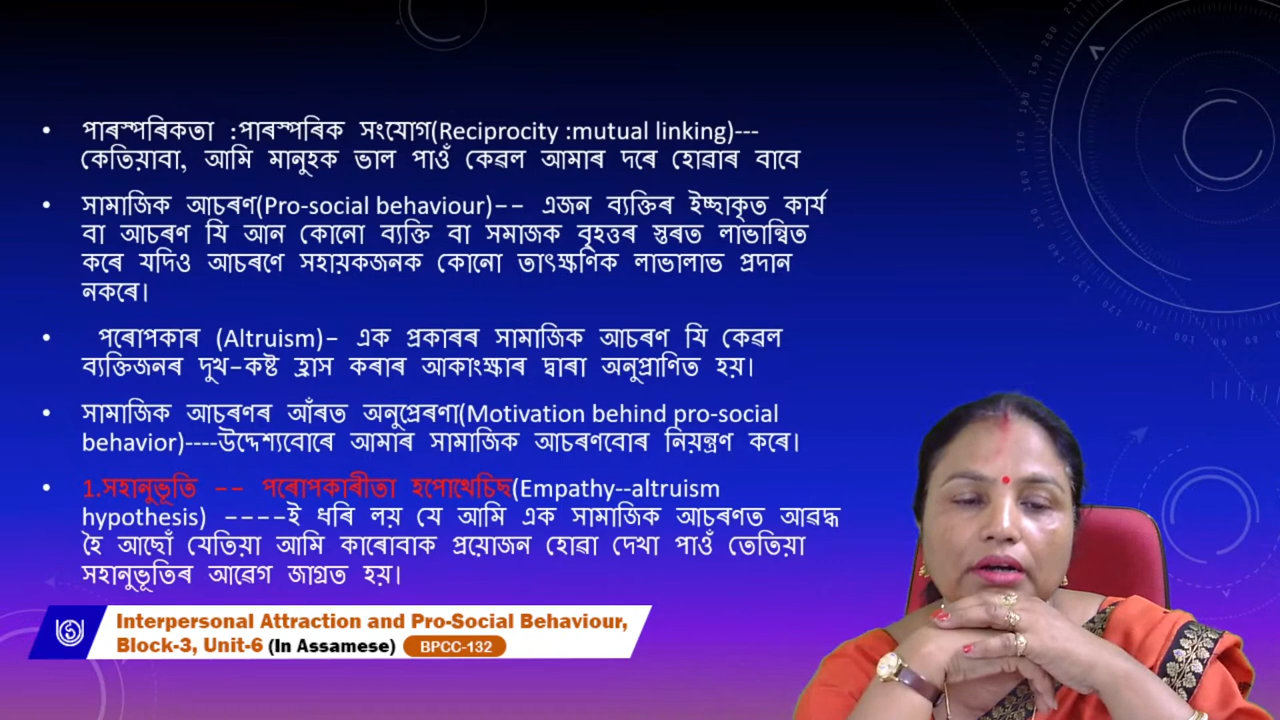 • পাৰস্পৰিকতা :পাৰস্পৰিক সংযোগ(Reciprocity :mutual linking)---
কেতিয়াবা, আমি মানুহক ভাল পাওঁ কেৱল আমাৰ দৰে হোৱাৰ বাবে
• সামাজিক আচৰণ(Pro-social behaviour)-- এজন ব্যক্তিৰ ইচ্ছাকৃত কাৰ্য
বা আচৰণ যি আন কোনো ব্যক্তি বা সমাজক বৃহত্তৰ স্তৰত লাভান্বিত
কৰে যদিও আচৰণে সহায়কজনক কোনো তাৎক্ষণিক লাভালাভ প্ৰদান
নকৰে।
• পৰোপকাৰ (Altruism)- এক প্ৰকাৰৰ সামাজিক আচৰণ যি কেৱল
ব্যক্তিজনৰ দুখ-কষ্ট হ্ৰাস কৰাৰ আকাংক্ষাৰ দ্বাৰা অনুপ্ৰাণিত হয়।
• সামাজিক আচৰণৰ আঁৰত অনুপ্ৰেৰণা(Motivation behind pro-social
behavior)----উদ্দেশ্যবোৰে আমাৰ সামাজিক আচৰণবোৰ নিয়ন্ত্ৰণ কৰে।
• 1.সহানুভূতি -- পৰোপকাৰীতা হপোথেচিছ(Empathy--altruism
hypothesis) ----ই ধৰি লয় যে আমি এক সামাজিক আচৰণত আৱদ্ধ
হৈ আছোঁ যেতিয়া আমি কাৰোবাক প্ৰয়োজন হোৱা দেখা পাওঁ তেতিয়া
সহানুভূতিৰ আৱেগ জাগ্ৰত হয়।
Interpersonal Attraction and Pro-Social Behaviour,
Block-3, Unit-6 (In Assamese) BPCC-132